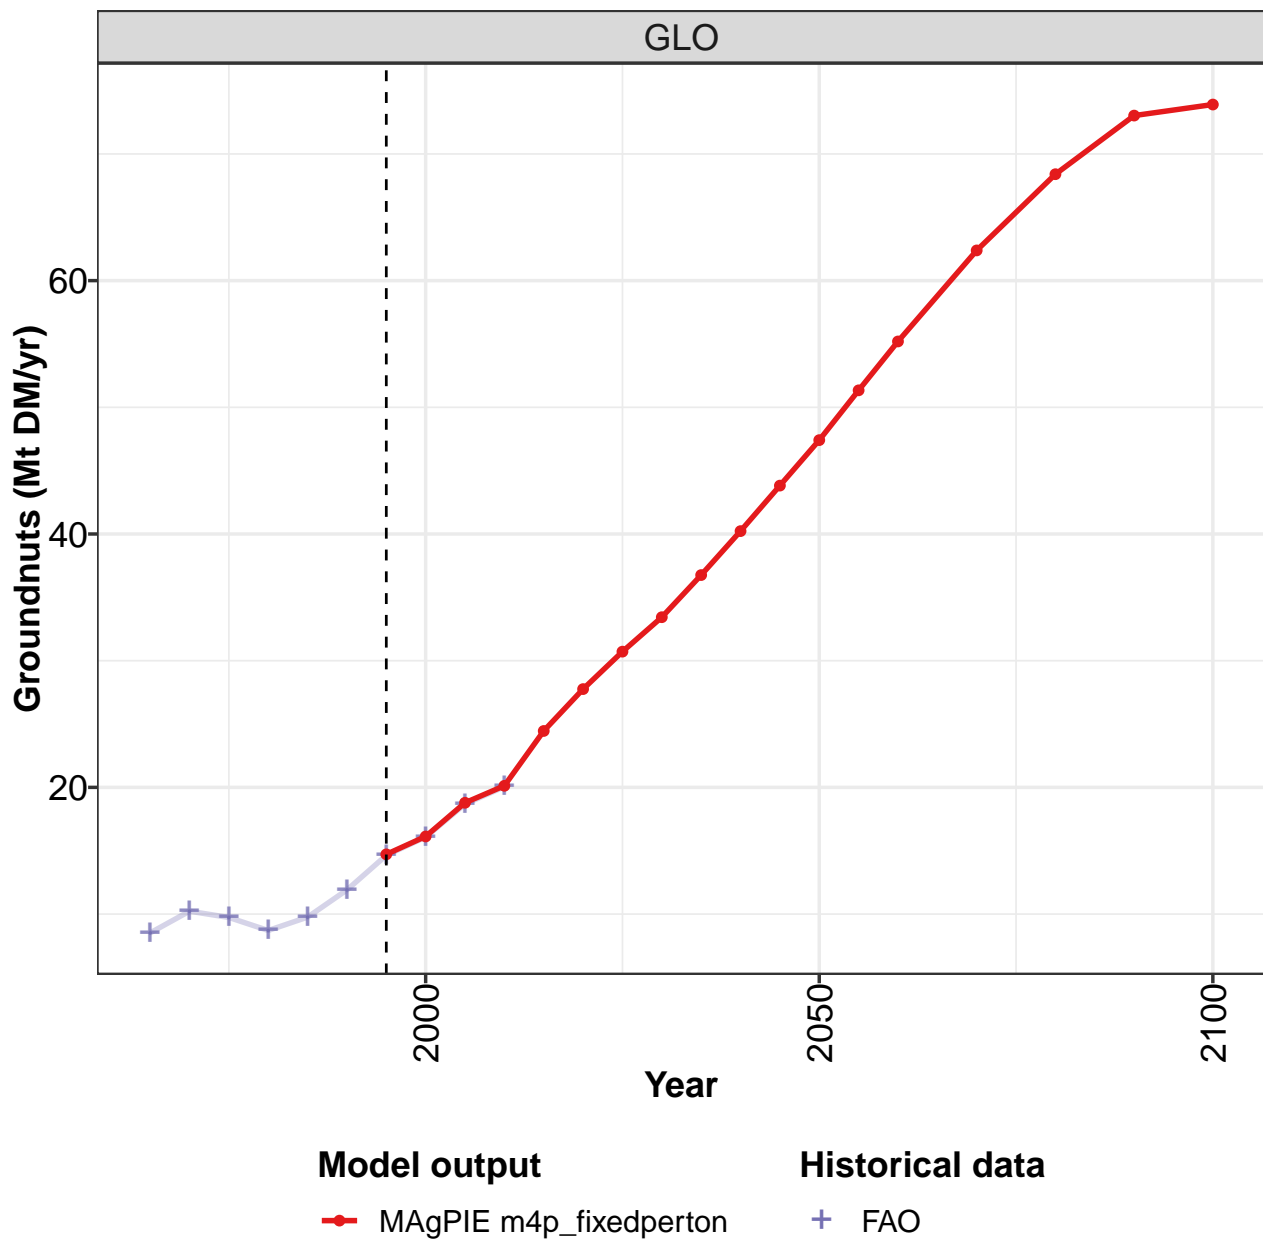 GLO
Groundnuts (Mt DM/yr)
60
40
20
2000
2050
2100
Year
Model output
MAgPIE m4p_fixedperton
Historical data
FAO